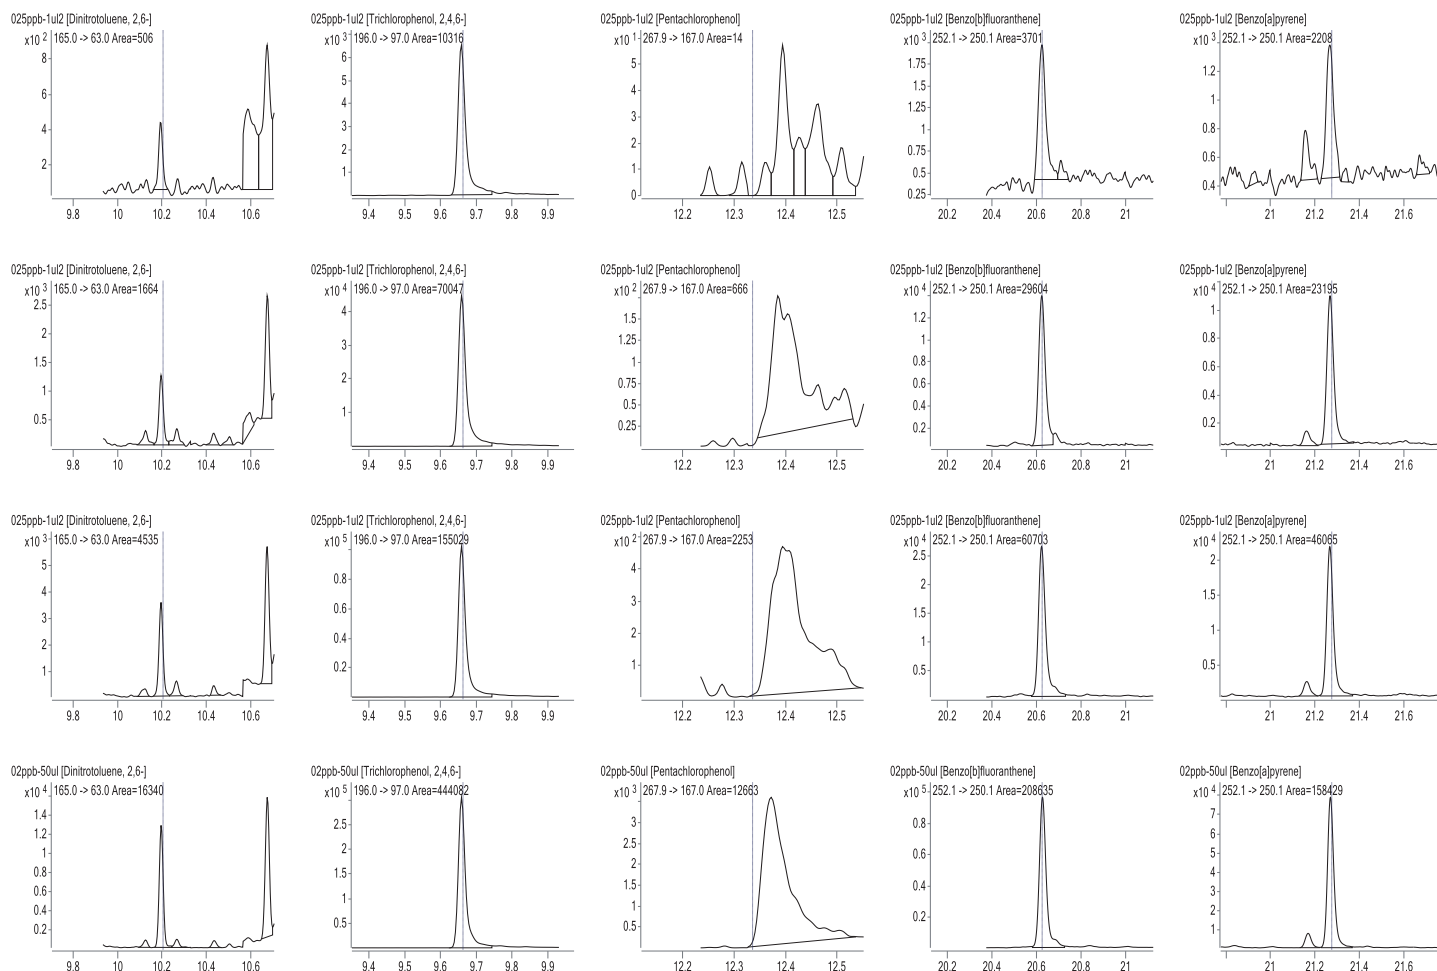 025ppb-1ul2 [Dinitrotoluene, 2,6-] 025ppb-1ul2 [Trichlorophenol, 2,4,6-] 025ppb-1ul2 [Pentachlorophenol] 025ppb-1ul2 [Benzo[b]fluoranthene] 025ppb-1ul2 [Benzo[a]pyrene]
x10 2 165.0 -> 63.0 Area=506 x10 3 196.0 -> 97.0 Area=10316 x10 1 267.9 -> 167.0 Area=14 x10 3 252.1 -> 250.1 Area=3701 x10 3 252.1 -> 250.1 Area=2208
8 6 4 2
6 5 4 3 2 1
5 4 3 2 1 0
1.75 1.5 1.25 1 0.75 0.5 0.25
1.2 1 0.8 0.6 0.4
9.8 10 10.2 10.4 10.6 9.4 9.5 9.6 9.7 9.8 9.9 12.2 12.3 12.4 12.5 20.2 20.4 20.6 20.8 21 21 21.2 21.4 21.6
025ppb-1ul2 [Dinitrotoluene, 2,6-] 025ppb-1ul2 [Trichlorophenol, 2,4,6-] 025ppb-1ul2 [Pentachlorophenol] 025ppb-1ul2 [Benzo[b]fluoranthene] 025ppb-1ul2 [Benzo[a]pyrene]
x10 3 165.0 -> 63.0 Area=1664 x10 4 196.0 -> 97.0 Area=70047 x10 2 267.9 -> 167.0 Area=666 x10 4 252.1 -> 250.1 Area=29604 x10 4 252.1 -> 250.1 Area=23195
2.5 2 1.5 1 0.5
4 3 2 1
1.75 1.5 1.25 1 0.75 0.5 0.25
1.2 1 0.8 0.6 0.4 0.2
1 0.8 0.6 0.4 0.2
9.8 10 10.2 10.4 10.6 9.4 9.5 9.6 9.7 9.8 9.9 12.2 12.3 12.4 12.5 20.2 20.4 20.6 20.8 21 21 21.2 21.4 21.6
025ppb-1ul2 [Dinitrotoluene, 2,6-] 025ppb-1ul2 [Trichlorophenol, 2,4,6-] 025ppb-1ul2 [Pentachlorophenol] 025ppb-1ul2 [Benzo[b]fluoranthene] 025ppb-1ul2 [Benzo[a]pyrene]
x10 3 165.0 -> 63.0 Area=4535 x10 5 196.0 -> 97.0 Area=155029 x10 2 267.9 -> 167.0 Area=2253 x10 4 252.1 -> 250.1 Area=60703 x10 4 252.1 -> 250.1 Area=46065
5 4 3 2 1
1 0.8 0.6 0.4 0.2
4 3 2 1
2.5 2 1.5 1 0.5
2 1.5 1 0.5
9.8 10 10.2 10.4 10.6 9.4 9.5 9.6 9.7 9.8 9.9 12.2 12.3 12.4 12.5 20.2 20.4 20.6 20.8 21 21 21.2 21.4 21.6
02ppb-50ul [Dinitrotoluene, 2,6-] 02ppb-50ul [Trichlorophenol, 2,4,6-] 02ppb-50ul [Pentachlorophenol] 02ppb-50ul [Benzo[b]fluoranthene] 02ppb-50ul [Benzo[a]pyrene]
x10 4 165.0 -> 63.0 Area=16340 x10 5 196.0 -> 97.0 Area=444082 x10 3 267.9 -> 167.0 Area=12663 x10 5 252.1 -> 250.1 Area=208635 x10 4 252.1 -> 250.1 Area=158429
1.4 1.2 1 0.8 0.6 0.4 0.2
2.5 2 1.5 1 0.5
3 2.5 2 1.5 1 0.5
0.8 0.6 0.4 0.2
7 6 5 4 3 2 1
9.8 10 10.2 10.4 10.6 9.4 9.5 9.6 9.7 9.8 9.9 12.2 12.3 12.4 12.5 20.2 20.4 20.6 20.8 21 21 21.2 21.4 21.6